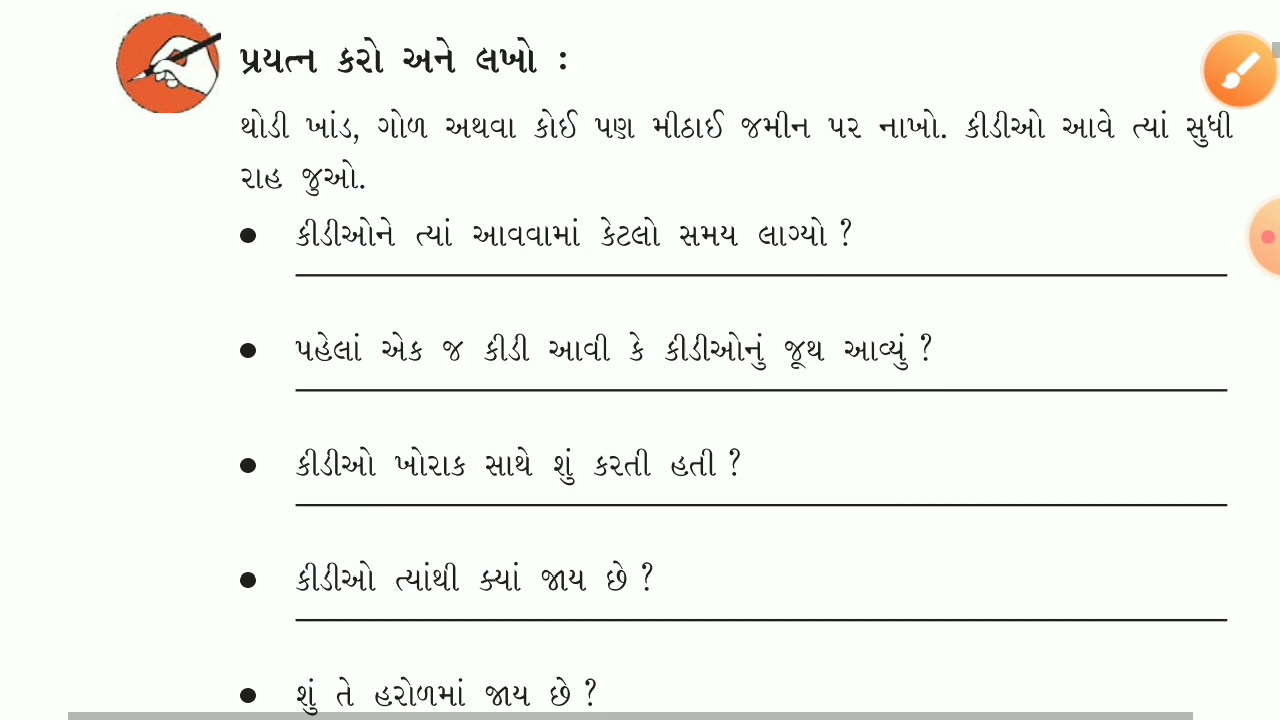 પ્રયત્ન કરો અને લખો :
થોડી ખાંડ, ગોળ અથવા કોઈ પણ મીઠાઈ જમીન પર નાખો. કીડીઓ આવે ત્યાં સુધી
રાહ જુઓ.
● કીડીઓને ત્યાં આવવામાં કેટલો સમય લાગ્યો ?
● પહેલાં એક જ કીડી આવી કે કીડીઓનું જૂથ આવ્યું ?
● કીડીઓ ખોરાક સાથે શું કરતી હતી ?
● કીડીઓ ત્યાંથી ક્યાં જાય છે ?
● શું તે હરોળમાં જાય છે ?